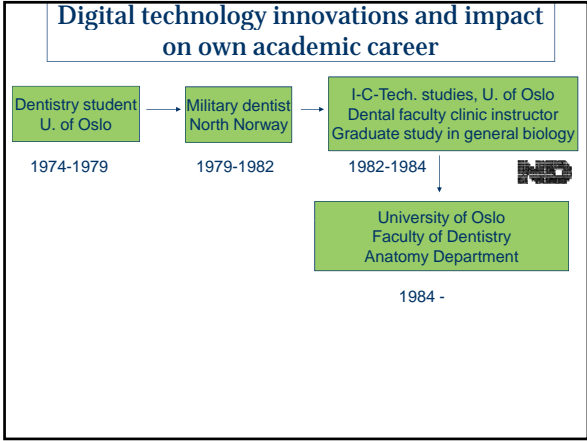 Digital technology innovations and impact
on own academic career
Dentistry student
U. of Oslo
Military dentist
North Norway
I-C-Tech. studies, U. of Oslo
Dental faculty clinic instructor
Graduate study in general biology
1974-1979
1979-1982
1982-1984
ND
University of Oslo
Faculty of Dentistry
Anatomy Department
1984 -